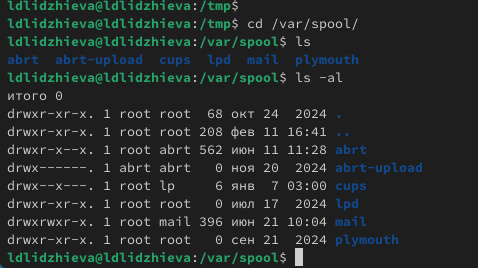 ldlidzhieva@ldlidzhieva:/tmp$
ldlidzhieva@ldlidzhieva:/tmp$ cd /var/spool/
ldlidzhieva@ldlidzhieva:/var/spool$ ls
abrt abrt-upload cups lpd mail plymouth
ldlidzhieva@ldlidzhieva:/var/spool$ ls -al
итого 0
drwxr-xr-x. 1 root root 68 окт 24 2024 .
drwxr-xr-x. 1 root root 208 фев 11 16:41 ..
drwxr-x--x. 1 root abrt 562 июн 11 11:28 abrt
drwx------. 1 abrt abrt 0 ноя 20 2024 abrt-upload
drwx--x---. 1 root lp 6 янв 7 03:00 cups
drwxr-xr-x. 1 root root 0 июл 17 2024 lpd
drwxrwxr-x. 1 root mail 396 июн 21 10:04 mail
drwxr-xr-x. 1 root root 0 сен 21 2024 plymouth
ldlidzhieva@ldlidzhieva:/var/spool$